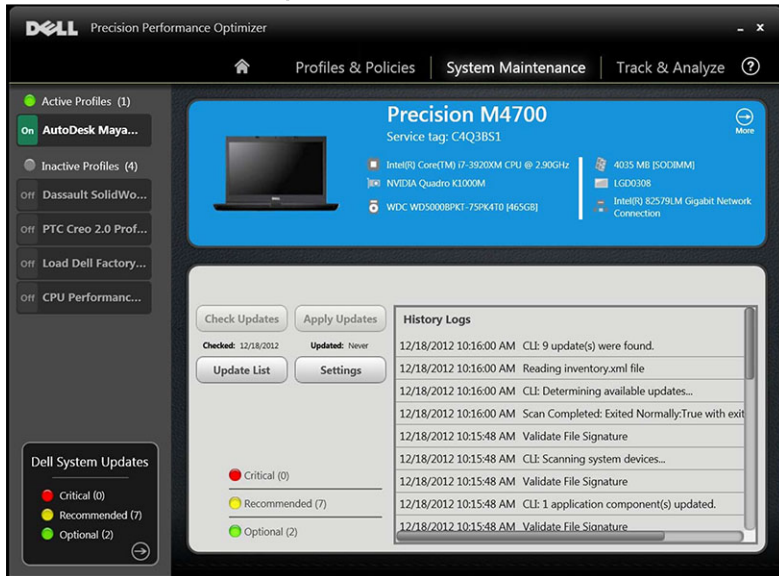 DELL Precision Performance Optimizer
Profiles & Policies
System Maintenance
Track & Analyze
?
Active Profiles (1)
On AutoDesk Maya...
Inactive Profiles (4)
Off Dassault SolidWo...
Off PTC Creo 2.0 Prof...
Off Load Dell Factory...
Off CPU Performanc...
Dell System Updates
Critical (0)
Recommended (7)
Optional (2)
Precision M4700
Service tag: C4Q3BS1
More
Intel(R) Core(TM) i7-3920XM CPU @ 2.90GHz
NVIDIA Quadro K1000M
WDC WD5000BPKT-75PK4T0 [465GB]
4035 MB [SODIMM]
LGD0308
Intel(R) 82579LM Gigabit Network
Connection
Check Updates
Apply Updates
Checked: 12/18/2012
Updated: Never
Update List
Settings
Critical (0)
Recommended (7)
Optional (2)
History Logs
12/18/2012 10:16:00 AM CLI: 9 update(s) were found.
12/18/2012 10:16:00 AM Reading inventory.xml file
12/18/2012 10:16:00 AM CLI: Determining available updates...
12/18/2012 10:16:00 AM Scan Completed: Exited Normally:True with exit
12/18/2012 10:15:48 AM Validate File Signature
12/18/2012 10:15:48 AM CLI: Scanning system devices...
12/18/2012 10:15:48 AM Validate File Signature
12/18/2012 10:15:48 AM CLI: 1 application component(s) updated.
12/18/2012 10:15:48 AM Validate File Signature